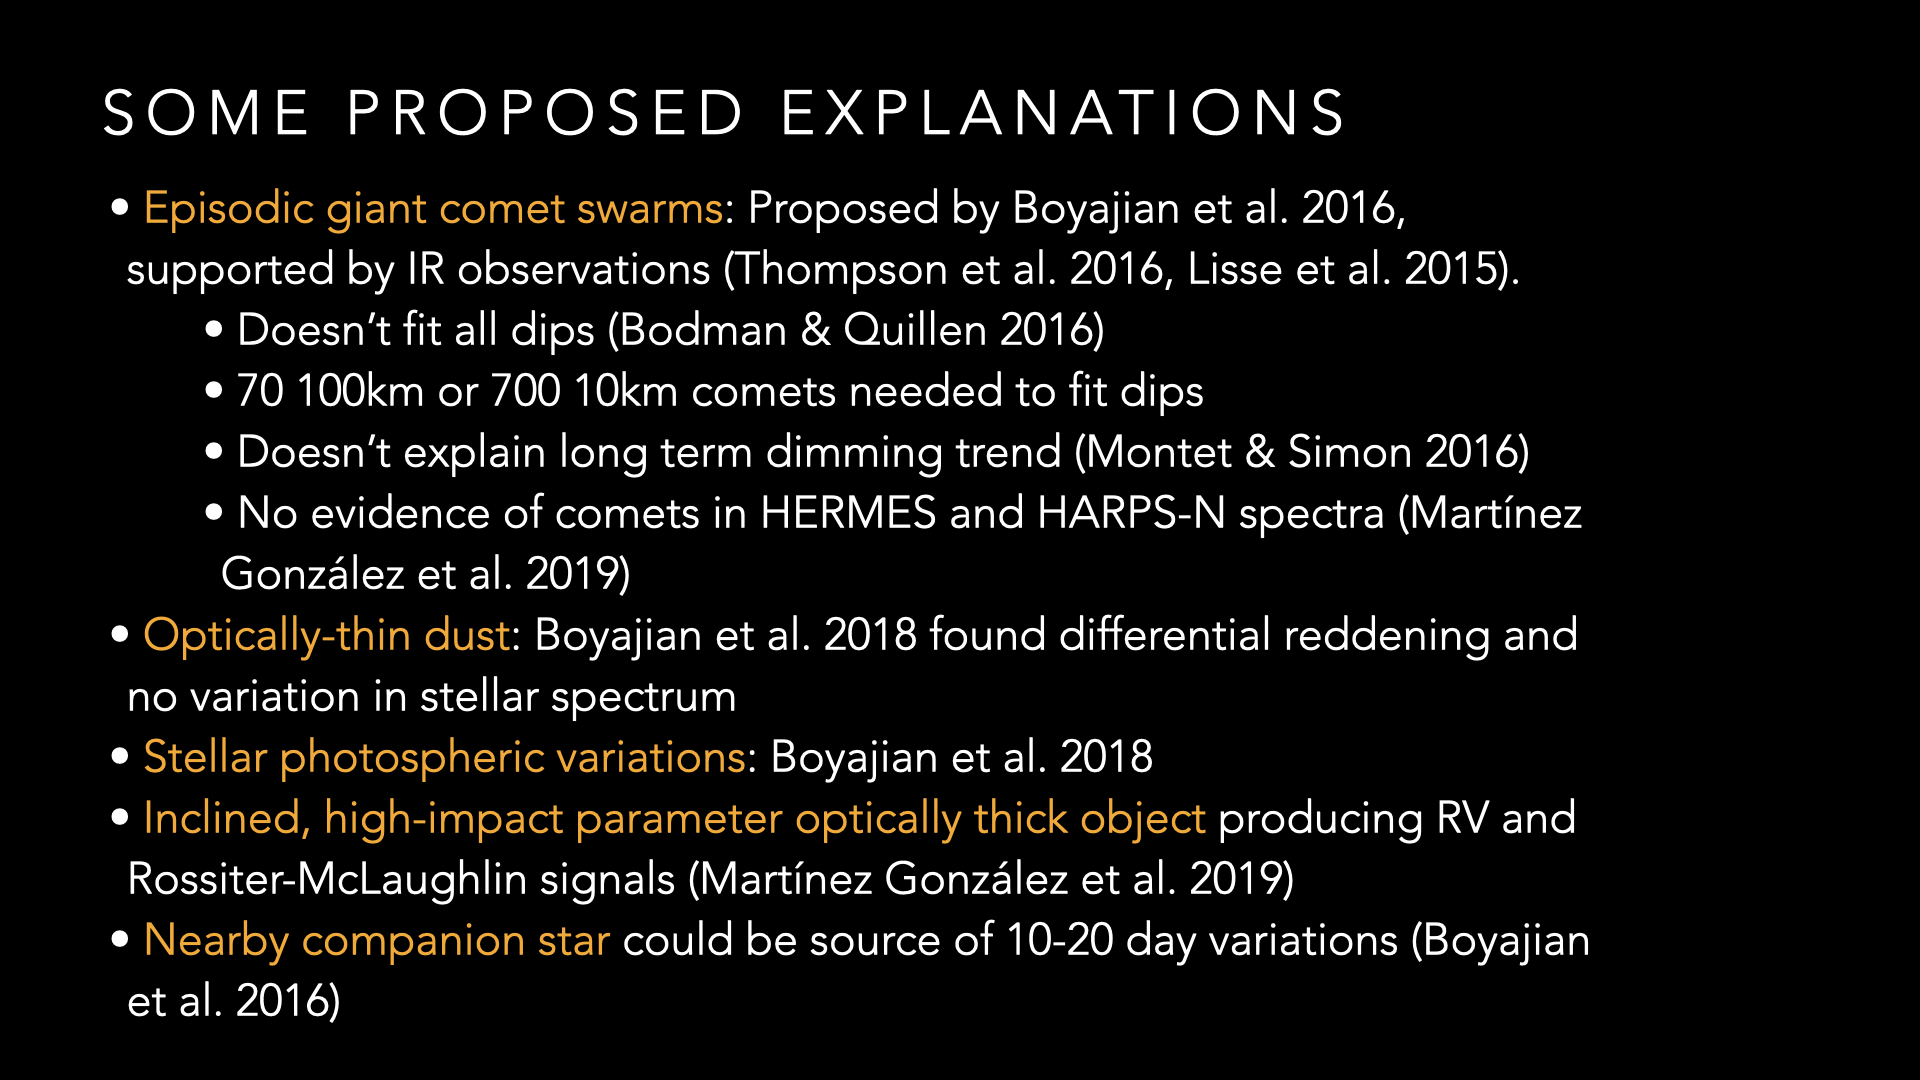 SOME PROPOSED EXPLANATIONS
• Episodic giant comet swarms: Proposed by Boyajian et al. 2016,
supported by IR observations (Thompson et al. 2016, Lisse et al. 2015).
• Doesn’t fit all dips (Bodman & Quillen 2016)
• 70 100km or 700 10km comets needed to fit dips
• Doesn’t explain long term dimming trend (Montet & Simon 2016)
• No evidence of comets in HERMES and HARPS-N spectra (Martínez
González et al. 2019)
• Optically-thin dust: Boyajian et al. 2018 found differential reddening and
no variation in stellar spectrum
• Stellar photospheric variations: Boyajian et al. 2018
• Inclined, high-impact parameter optically thick object producing RV and
Rossiter-McLaughlin signals (Martínez González et al. 2019)
• Nearby companion star could be source of 10-20 day variations (Boyajian
et al. 2016)